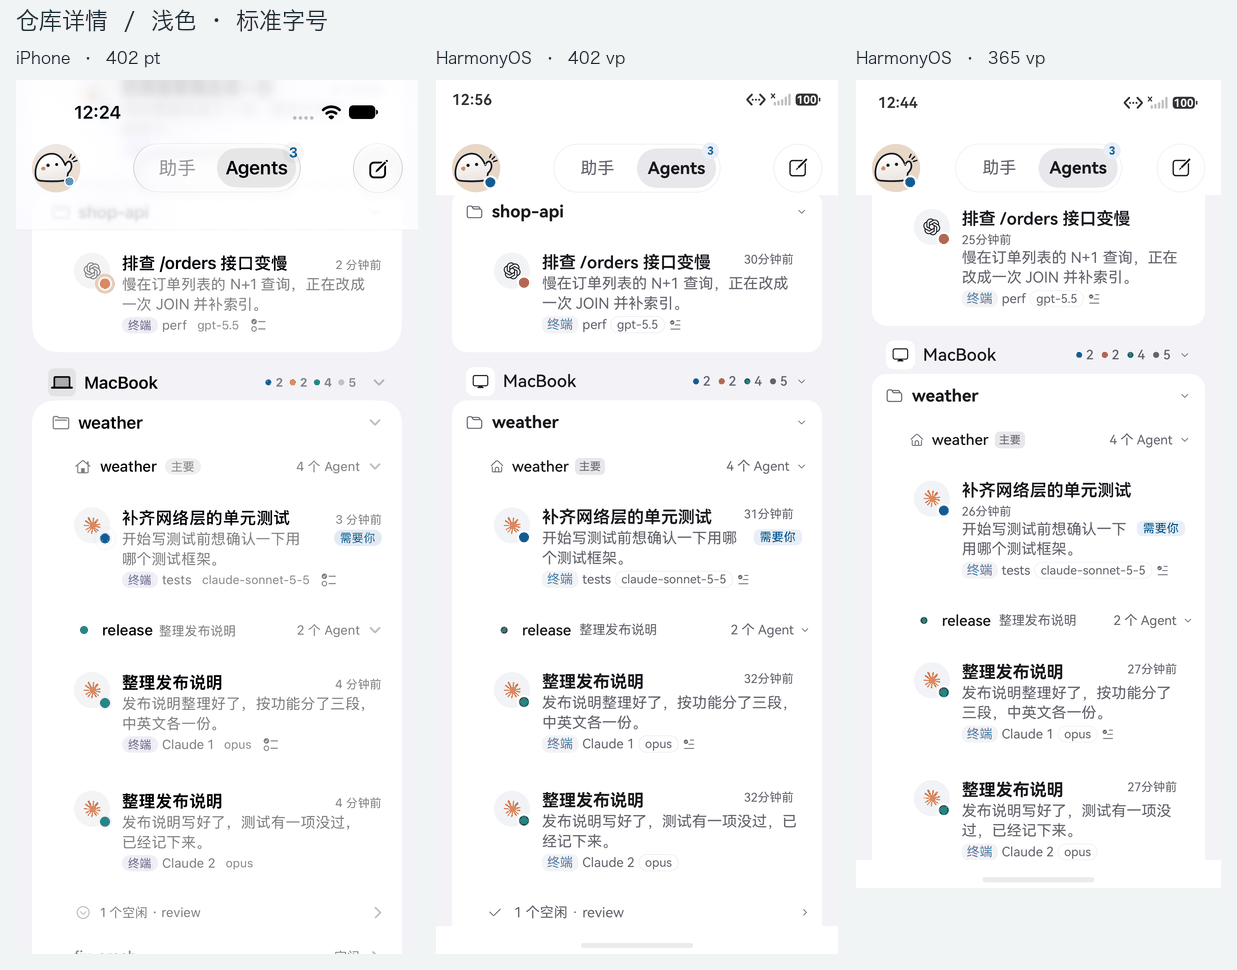 仓库详情 / 浅色 · 标准字号
iPhone · 402 pt
12:24
助手
Agents
3
shop-api
排查 /orders 接口变慢
2 分钟前
慢在订单列表的 N+1 查询，正在改成
一次 JOIN 并补索引。
终端 perf gpt-5.5
MacBook
2 2 4 5
weather
weather 主要
4 个 Agent
补齐网络层的单元测试
3 分钟前
开始写测试前想确认一下用
哪个测试框架。
需要你
终端 tests claude-sonnet-5-5
release 整理发布说明
2 个 Agent
整理发布说明
4 分钟前
发布说明整理好了，按功能分了三段，
中英文各一份。
终端 Claude 1 opus
整理发布说明
4 分钟前
发布说明写好了，测试有一项没过，
已经记下来。
终端 Claude 2 opus
1 个空闲 · review
HarmonyOS · 402 vp
12:56
100
助手
Agents
3
shop-api
排查 /orders 接口变慢
30分钟前
慢在订单列表的 N+1 查询，正在改成
一次 JOIN 并补索引。
终端 perf gpt-5.5
MacBook
2 2 4 5
weather
weather 主要
4 个 Agent
补齐网络层的单元测试
31分钟前
开始写测试前想确认一下用哪
个测试框架。
需要你
终端 tests claude-sonnet-5-5
release 整理发布说明
2 个 Agent
整理发布说明
32分钟前
发布说明整理好了，按功能分了三段，
中英文各一份。
终端 Claude 1 opus
整理发布说明
32分钟前
发布说明写好了，测试有一项没过，已
经记下来。
终端 Claude 2 opus
1 个空闲 · review
HarmonyOS · 365 vp
12:44
100
助手
Agents
3
排查 /orders 接口变慢
25分钟前
慢在订单列表的 N+1 查询，正在
改成一次 JOIN 并补索引。
终端 perf gpt-5.5
MacBook
2 2 4 5
weather
weather 主要
4 个 Agent
补齐网络层的单元测试
26分钟前
开始写测试前想确认一下
用哪个测试框架。
需要你
终端 tests claude-sonnet-5-5
release 整理发布说明
2 个 Agent
整理发布说明
27分钟前
发布说明整理好了，按功能分了
三段，中英文各一份。
终端 Claude 1 opus
整理发布说明
27分钟前
发布说明写好了，测试有一项没
过，已经记下来。
终端 Claude 2 opus